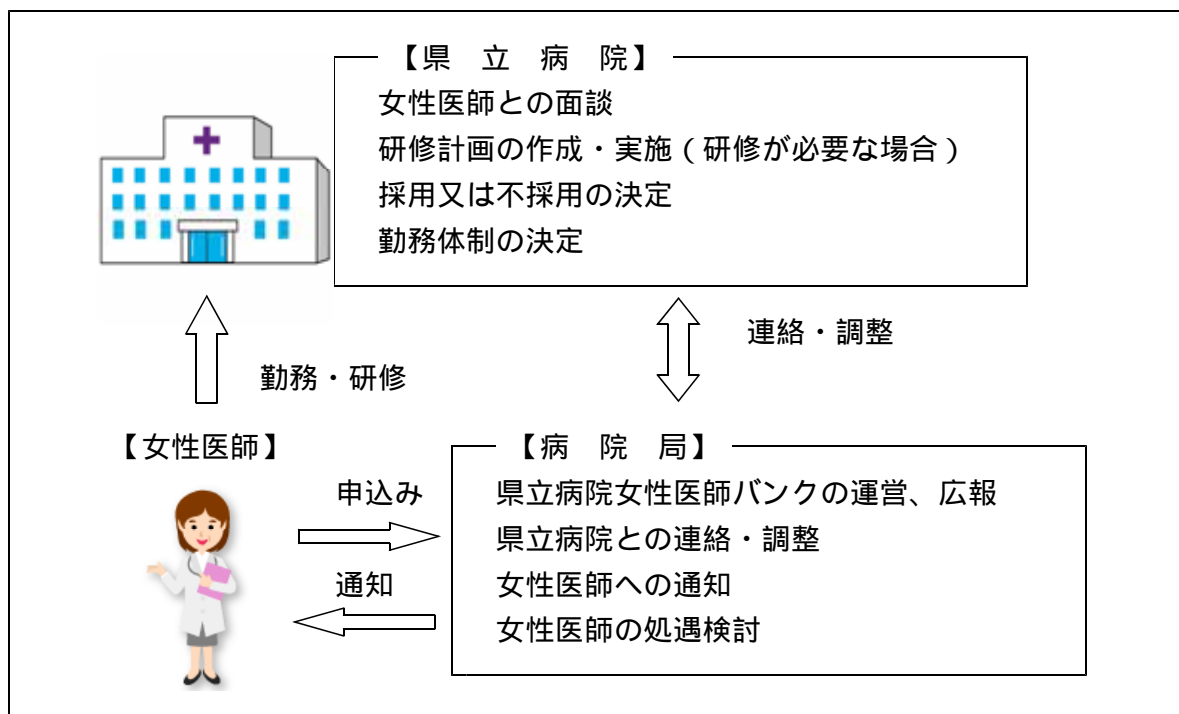 【県　立　病　院】
女性医師との面談
研修計画の作成・実施（研修が必要な場合）
採用又は不採用の決定
勤務体制の決定
連絡・調整
勤務・研修
【女性医師】
【病　院　局】
申込み
県立病院女性医師バンクの運営、広報
県立病院との連絡・調整
通知
女性医師への通知
女性医師の処遇検討